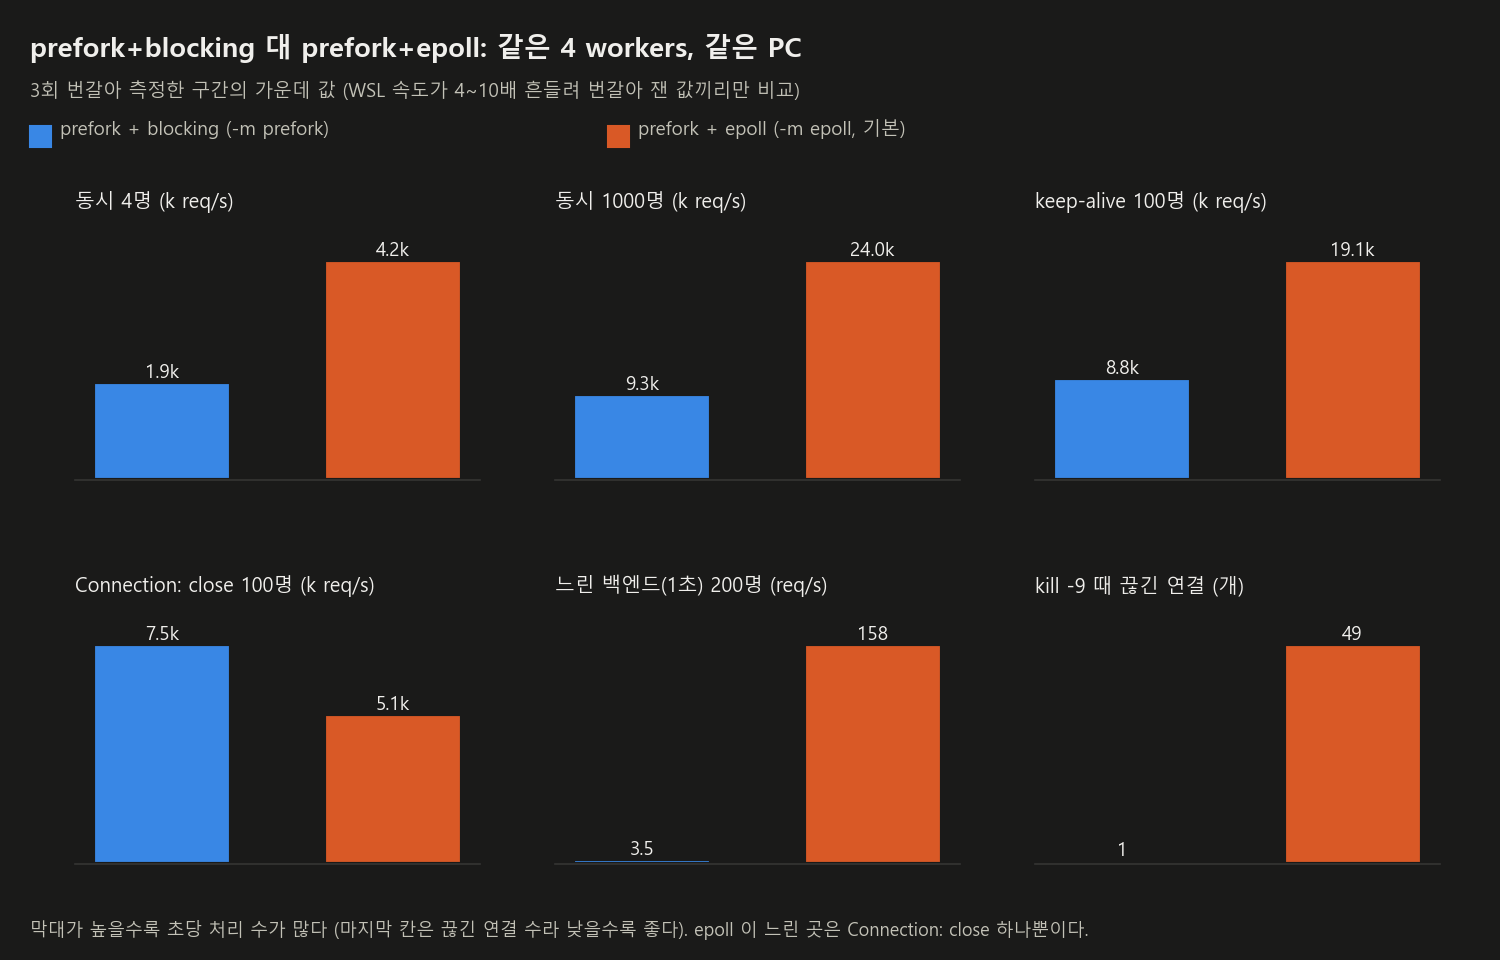 prefork+blocking 대 prefork+epoll: 같은 4 workers, 같은 PC
3회 번갈아 측정한 구간의 가운데 값 (WSL 속도가 4~10배 흔들려 번갈아 잰 값끼리만 비교)
prefork + blocking (-m prefork)
prefork + epoll (-m epoll, 기본)
동시 4명 (k req/s)
1.9k
4.2k
동시 1000명 (k req/s)
9.3k
24.0k
keep-alive 100명 (k req/s)
8.8k
19.1k
Connection: close 100명 (k req/s)
7.5k
5.1k
느린 백엔드(1초) 200명 (req/s)
3.5
158
kill -9 때 끊긴 연결 (개)
1
49
막대가 높을수록 초당 처리 수가 많다 (마지막 칸은 끊긴 연결 수라 낮을수록 좋다). epoll 이 느린 곳은 Connection: close 하나뿐이다.